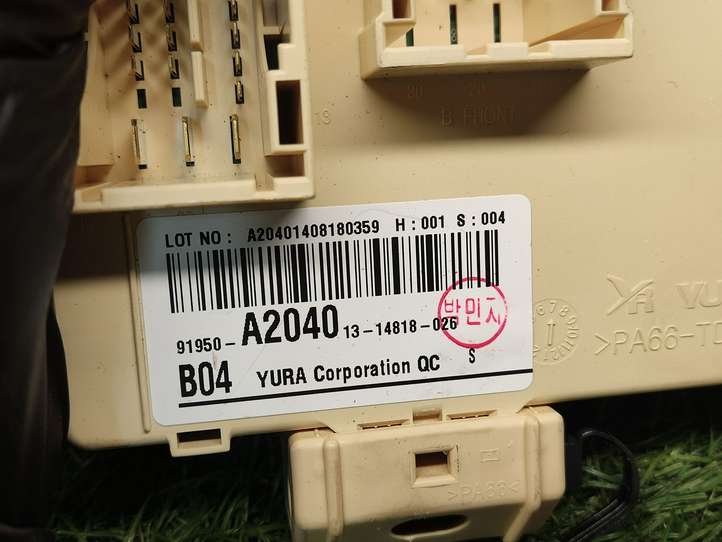 B FRONT
19
LOT NO : A20401408180359 H : 001 S : 004
91950- A2040 13-14818-026
박민지
B04 YURA Corporation QC S
>PA66-
>PA66<